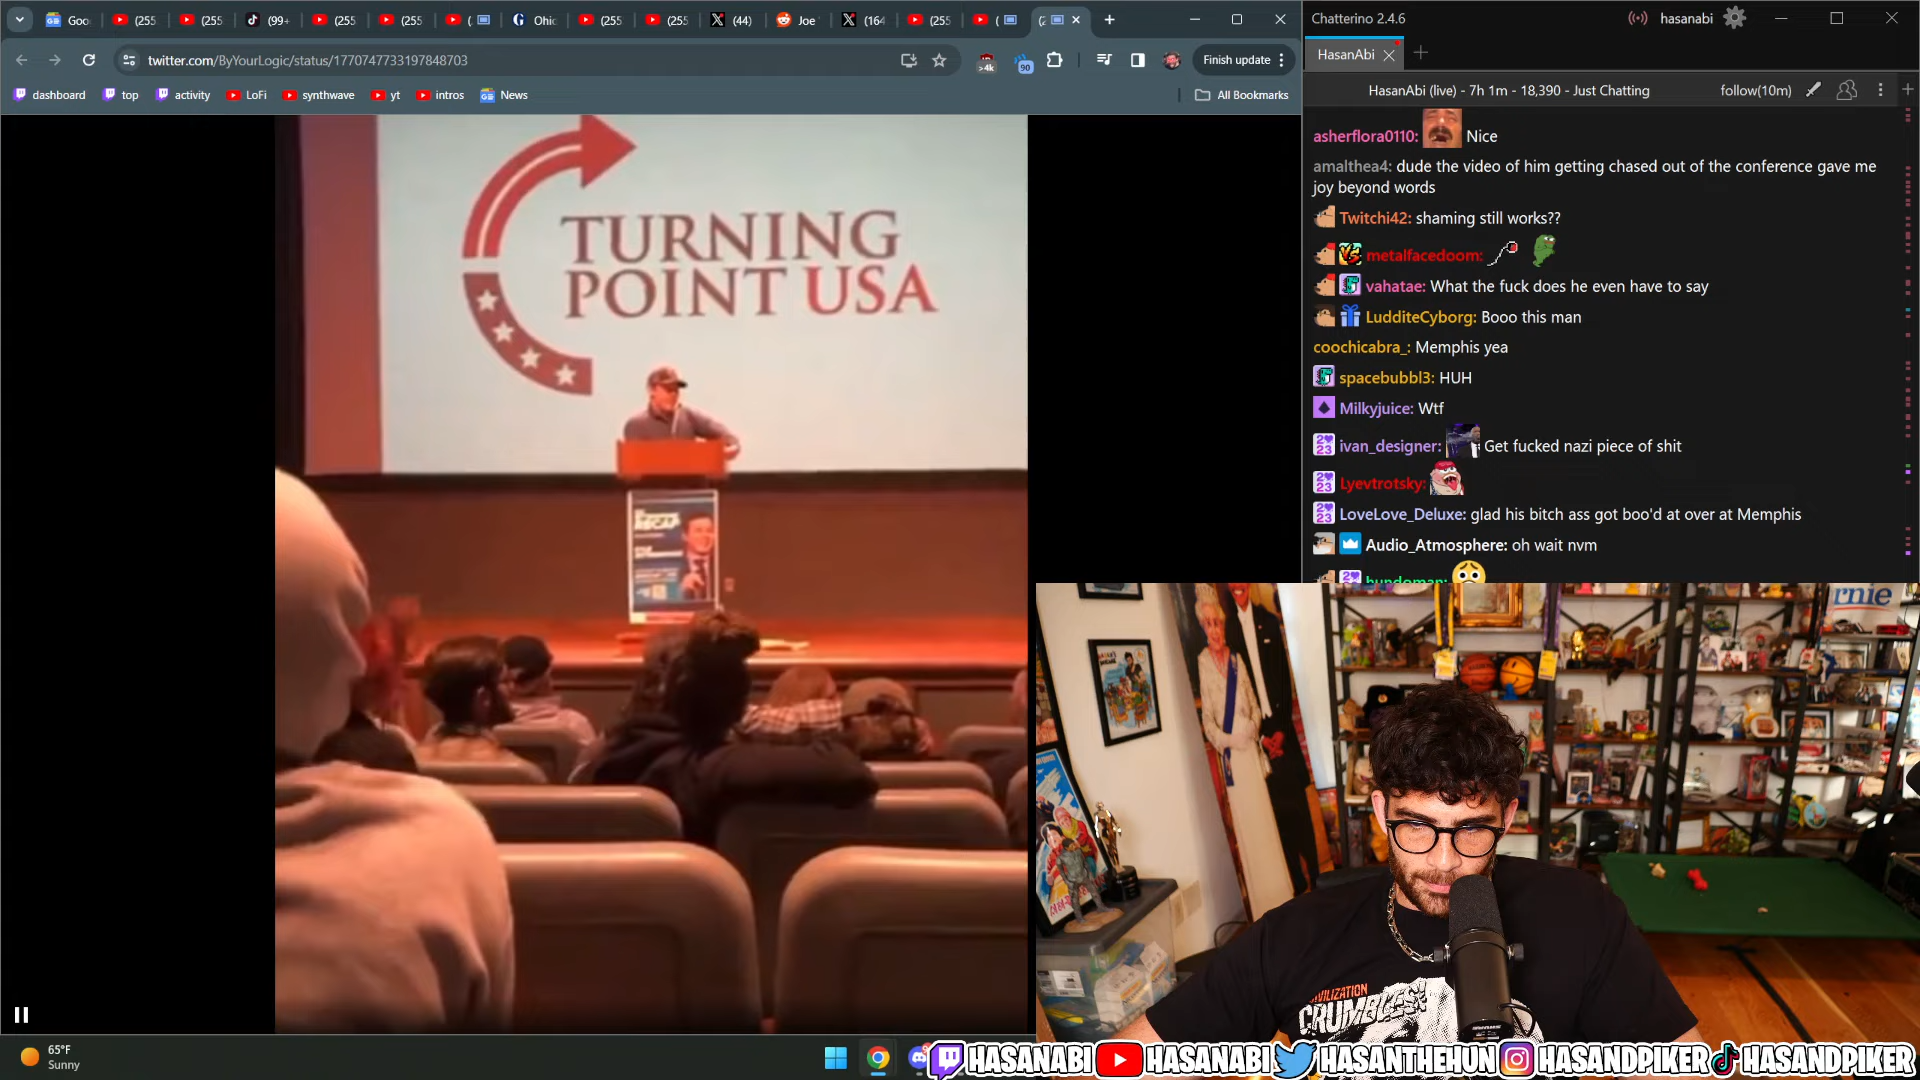 Goo
(255
(255
(99+
(255
(255
(
Ohio
(255
(255
(44)
Joe
(164
(255
(
twitter.com/ByYourLogic/status/1770747733197848703
>4k
90
Finish update
dashboard
top
activity
LoFi
synthwave
yt
intros
News
All Bookmarks
TURNING
POINT USA
65°F
Sunny
Chatterino 2.4.6
hasanabi
HasanAbi
HasanAbi (live) - 7h 1m - 18,390 - Just Chatting
follow(10m)
asherflora0110: Nice
amalthea4: dude the video of him getting chased out of the conference gave me
joy beyond words
Twitchi42: shaming still works??
metalfacedoom:
vahatae: What the fuck does he even have to say
LudditeCyborg: Booo this man
coochicabra_: Memphis yea
spacebubbl3: HUH
Milkyjuice: Wtf
ivan_designer: Get fucked nazi piece of shit
Lyevtrotsky:
LoveLove_Deluxe: glad his bitch ass got boo'd at over at Memphis
Audio_Atmosphere: oh wait nvm
hundoman:
rnie
CIVILIZATION
CRUMBLES!
HASANABI
HASANABI
HASANTHEHUN
HASANDPIKER
HASANDPIKER